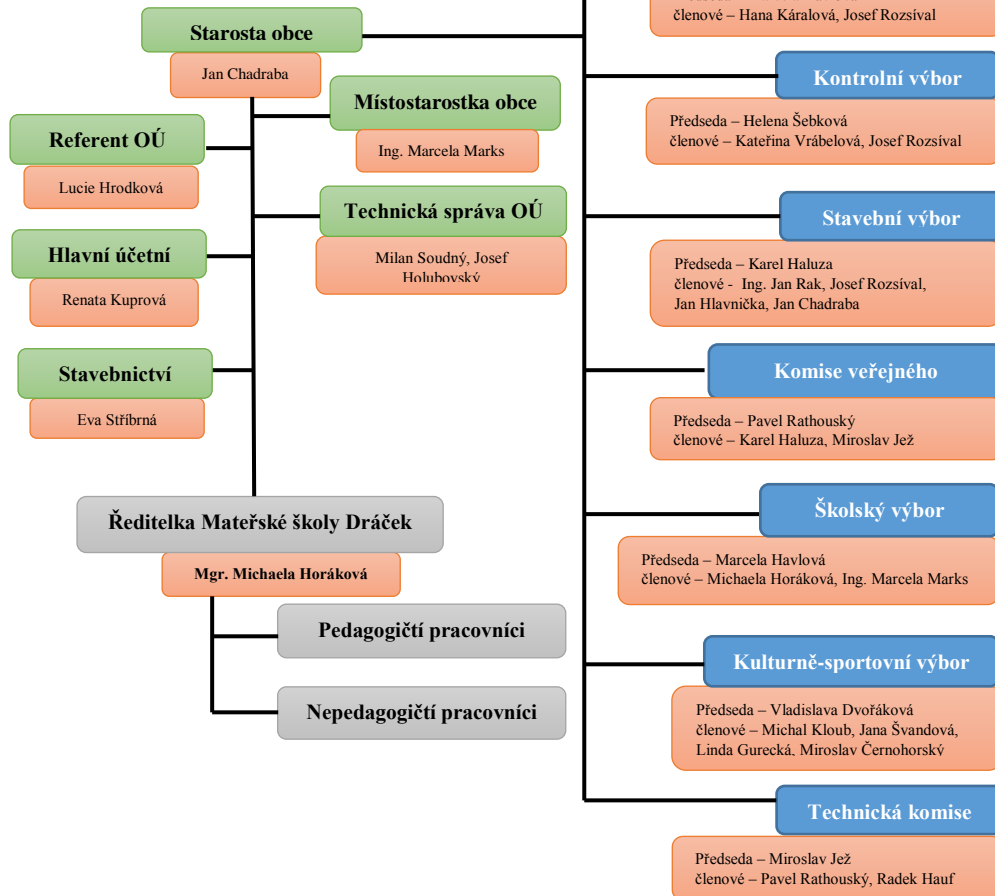 členové – Hana Káralová, Josef Rozsíval
Starosta obce
Jan Chadraba
Místostarostka obce
Ing. Marcela Marks
Referent OÚ
Lucie Hrodková
Technická správa OÚ
Milan Soudný, Josef
Holubovský
Hlavní účetní
Renata Kuprová
Stavebnictví
Eva Stříbrná
Ředitelka Mateřské školy Dráček
Mgr. Michaela Horáková
Pedagogičtí pracovníci
Nepedagogičtí pracovníci
Kontrolní výbor
Předseda – Helena Šebková
členové – Kateřina Vrábelová, Josef Rozsíval
Stavební výbor
Předseda – Karel Haluza
členové - Ing. Jan Rak, Josef Rozsíval,
Jan Hlavnička, Jan Chadraba
Komise veřejného
Předseda – Pavel Rathouský
členové – Karel Haluza, Miroslav Jež
Školský výbor
Předseda – Marcela Havlová
členové – Michaela Horáková, Ing. Marcela Marks
Kulturně-sportovní výbor
Předseda – Vladislava Dvořáková
členové – Michal Kloub, Jana Švandová,
Linda Gurecká, Miroslav Černohorský
Technická komise
Předseda – Miroslav Jež
členové – Pavel Rathouský, Radek Hauf